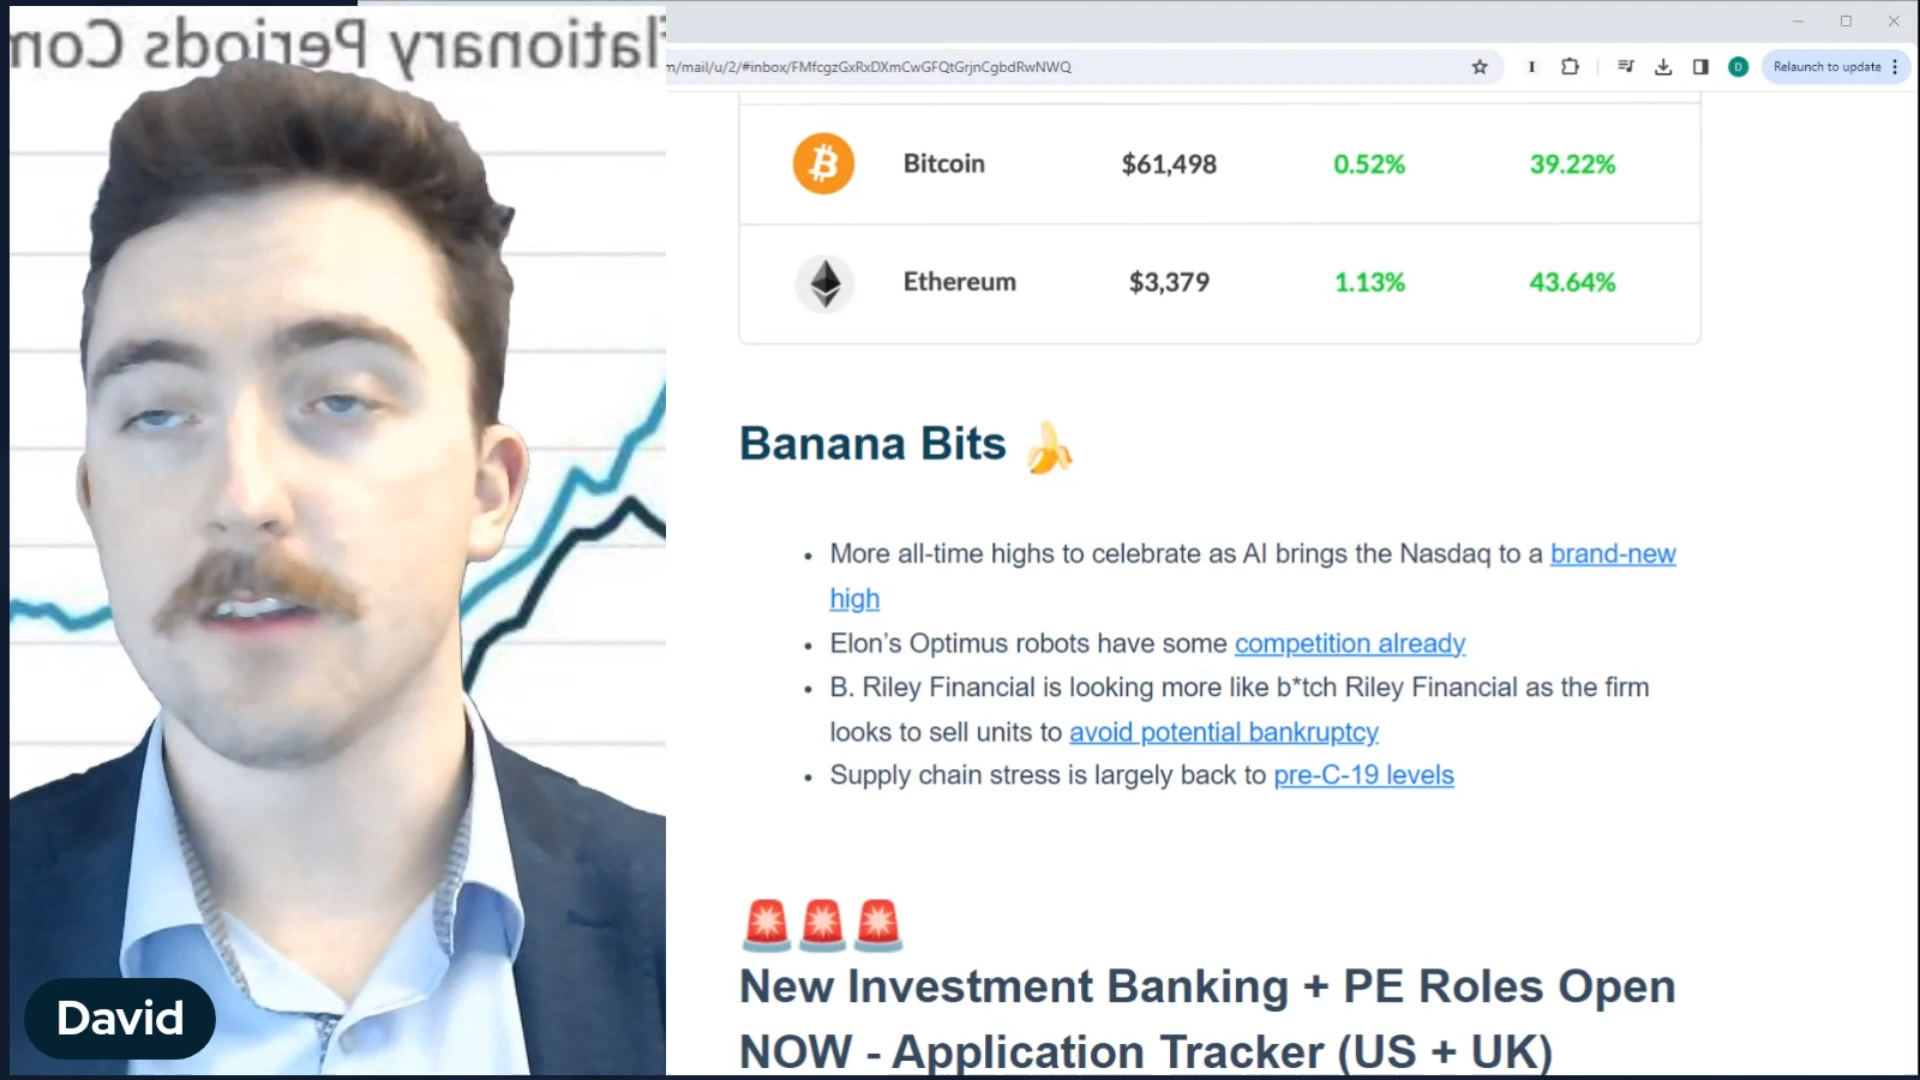 flationary Periods Com
m/mail/u/2/#inbox/FMfcgzGxRxDXmCwGFQtGrjnCgbdRwNWQ
I
D
Relaunch to update
Bitcoin $61,498 0.52% 39.22%
Ethereum $3,379 1.13% 43.64%
Banana Bits 🍌
• More all-time highs to celebrate as AI brings the Nasdaq to a brand-new
high
• Elon’s Optimus robots have some competition already
• B. Riley Financial is looking more like b*tch Riley Financial as the firm
looks to sell units to avoid potential bankruptcy
• Supply chain stress is largely back to pre-C-19 levels
🚨🚨🚨
New Investment Banking + PE Roles Open
NOW - Application Tracker (US + UK)
David